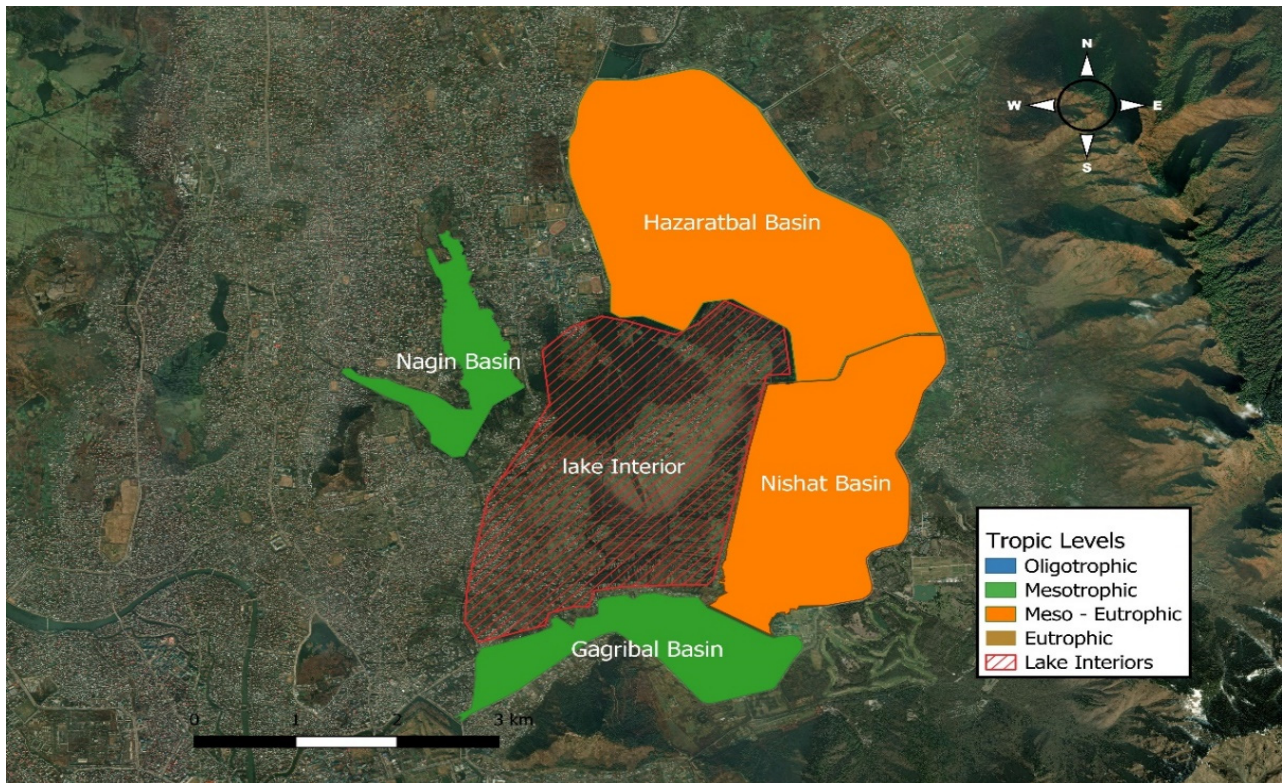 N
W E
S
Hazaratbal Basin
Nagin Basin
lake Interior
Nishat Basin
Gagribal Basin
Tropic Levels
Oligotrophic
Mesotrophic
Meso - Eutrophic
Eutrophic
Lake Interiors
0 1 2 3 km